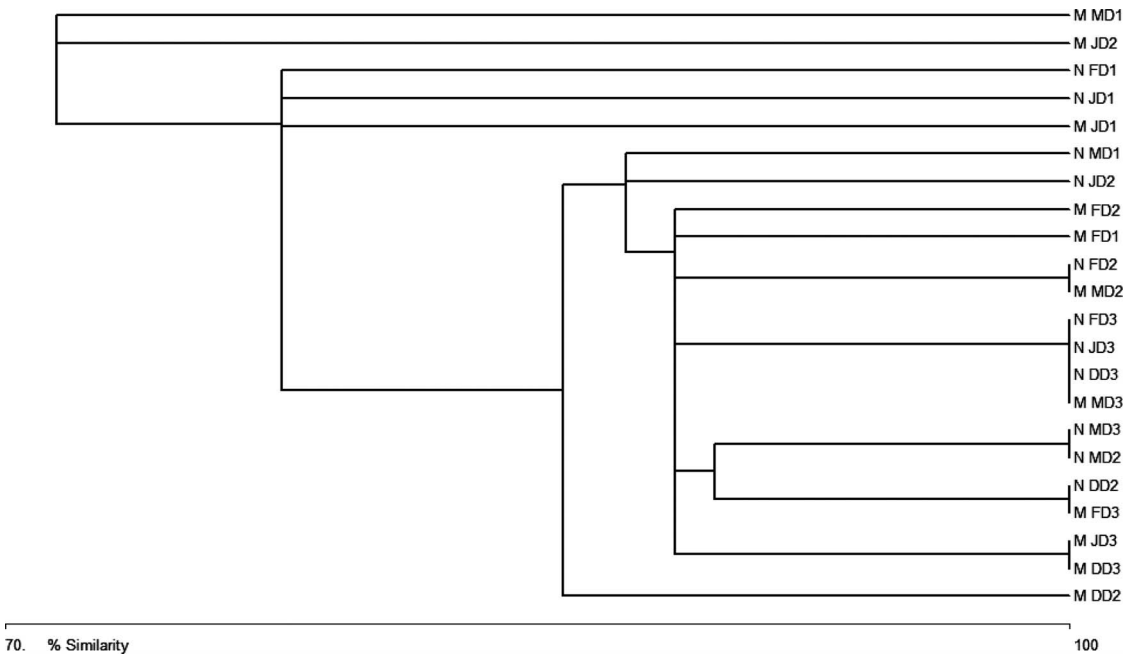 M MD1
M JD2
N FD1
N JD1
M JD1
N MD1
N JD2
M FD2
M FD1
N FD2
M MD2
N FD3
N JD3
N DD3
M MD3
N MD3
N MD2
N DD2
M FD3
M JD3
M DD3
M DD2
70. % Similarity 100